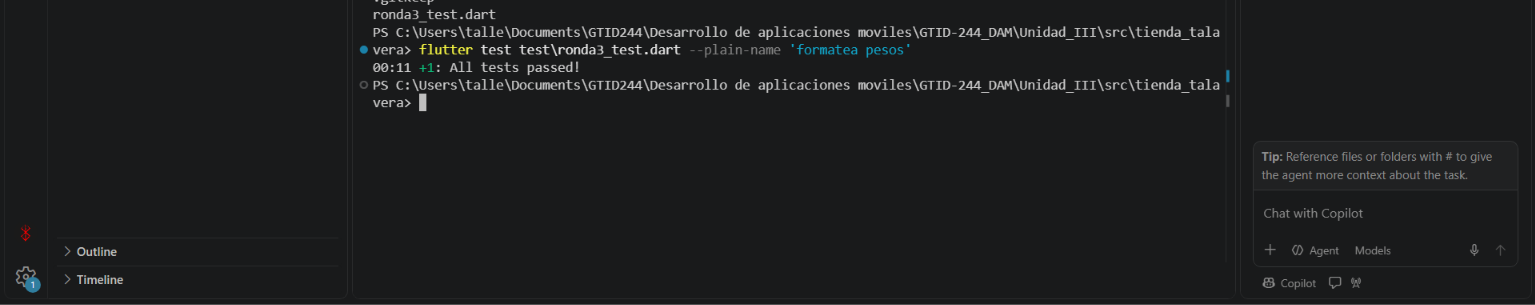 ronda3_test.dart
PS C:\Users\talle\Documents\GTID244\Desarrollo de aplicaciones moviles\GTID-244_DAM\Unidad_III\src\tienda_tala
vera> flutter test test\ronda3_test.dart --plain-name 'formatea pesos'
00:11 +1: All tests passed!
PS C:\Users\talle\Documents\GTID244\Desarrollo de aplicaciones moviles\GTID-244_DAM\Unidad_III\src\tienda_tala
vera>
Outline
1
Timeline
Tip: Reference files or folders with # to give
the agent more context about the task.
Chat with Copilot
+ Agent Models
Copilot